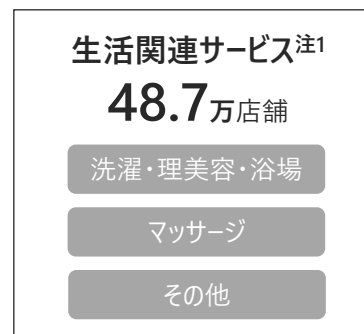 生活関連サービス注1
48.7万店舗
洗濯・理美容・浴場
マッサージ
その他